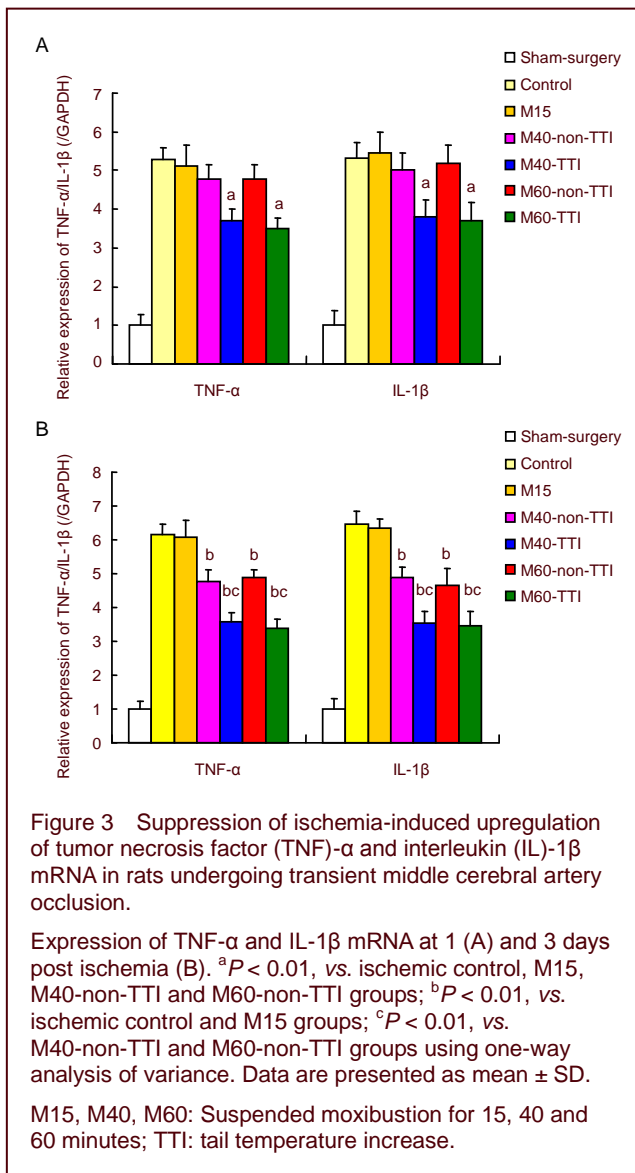 A
Sham-surgery
Control
M15
M40-non-TTI
M40-TTI
M60-non-TTI
M60-TTI
Relative expression of TNF-α/IL-1β (/GAPDH)
7
6
5
4
3
2
1
0
a
a
a
a
TNF-α
IL-1β
B
Sham-surgery
Control
M15
M40-non-TTI
M40-TTI
M60-non-TTI
M60-TTI
Relative expression of TNF-α/IL-1β (/GAPDH)
8
7
6
5
4
3
2
1
0
b
bc
b
bc
b
bc
b
bc
TNF-α
IL-1β
Figure 3 Suppression of ischemia-induced upregulation
of tumor necrosis factor (TNF)-α and interleukin (IL)-1β
mRNA in rats undergoing transient middle cerebral artery
occlusion.
Expression of TNF-α and IL-1β mRNA at 1 (A) and 3 days
post ischemia (B). ᵃP < 0.01, vs. ischemic control, M15,
M40-non-TTI and M60-non-TTI groups; ᵇP < 0.01, vs.
ischemic control and M15 groups; ᶜP < 0.01, vs.
M40-non-TTI and M60-non-TTI groups using one-way
analysis of variance. Data are presented as mean ± SD.
M15, M40, M60: Suspended moxibustion for 15, 40 and
60 minutes; TTI: tail temperature increase.